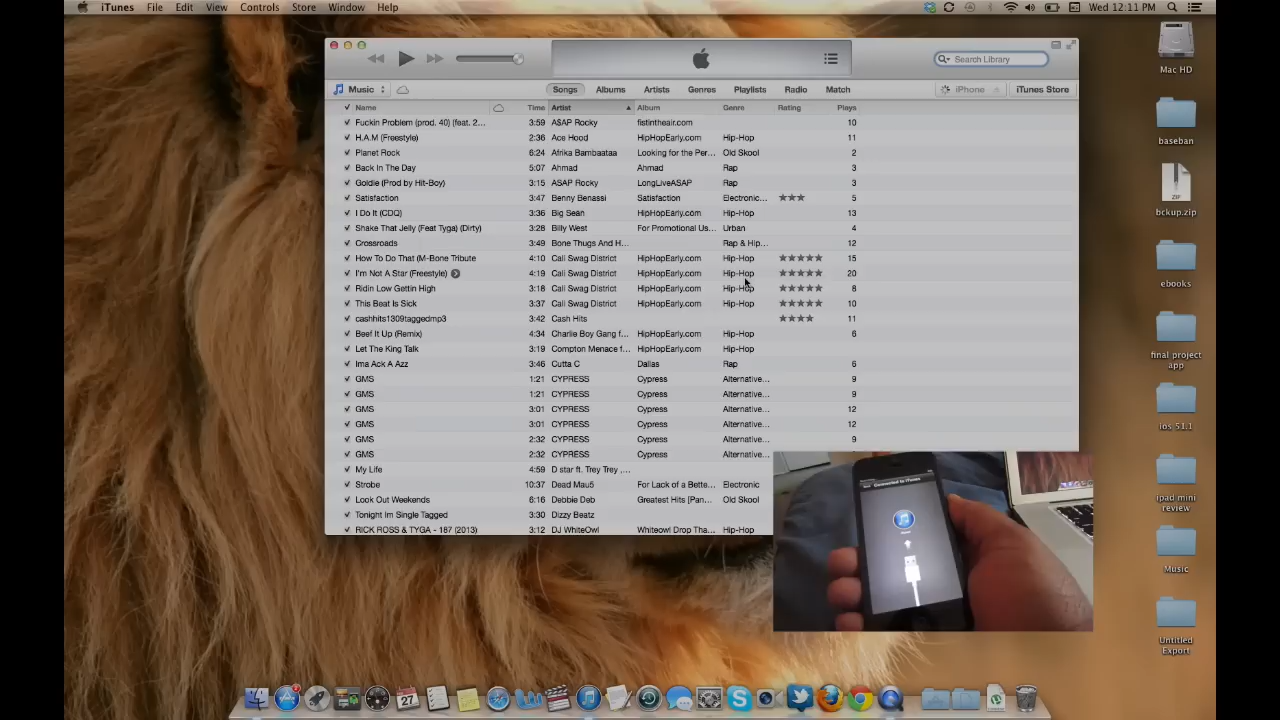 iTunes File Edit View Controls Store Window Help Wed 12:11 PM
Search Library
Music Songs Albums Artists Genres Playlists Radio Match iPhone iTunes Store
Name Time Artist Album Genre Rating Plays
Fuckin Problem (prod. 40) (feat. 2... 3:59 A$AP Rocky fistintheair.com 10
H.A.M (Freestyle) 2:36 Ace Hood HipHopEarly.com Hip-Hop 11
Planet Rock 6:24 Afrika Bambaataa Looking for the Per... Old Skool 2
Back In The Day 5:07 Ahmad Ahmad Rap 3
Goldie (Prod by Hit-Boy) 3:15 ASAP Rocky LongLiveASAP Rap 3
Satisfaction 3:47 Benny Benassi Satisfaction Electronic... ★★★ 5
I Do It (CDQ) 3:36 Big Sean HipHopEarly.com Hip-Hop 13
Shake That Jelly (Feat Tyga) (Dirty) 3:28 Billy West For Promotional Us... Urban 4
Crossroads 3:49 Bone Thugs And H... Rap & Hip... 12
How To Do That (M-Bone Tribute 4:10 Cali Swag District HipHopEarly.com Hip-Hop ★★★★★ 15
I'm Not A Star (Freestyle) 4:19 Cali Swag District HipHopEarly.com Hip-Hop ★★★★★ 20
Ridin Low Gettin High 3:18 Cali Swag District HipHopEarly.com Hip-Hop ★★★★★ 8
This Beat Is Sick 3:37 Cali Swag District HipHopEarly.com Hip-Hop ★★★★★ 10
cashhits1309taggedmp3 3:42 Cash Hits ★★★★ 11
Beef It Up (Remix) 4:34 Charlie Boy Gang f... HipHopEarly.com Hip-Hop 6
Let The King Talk 3:19 Compton Menace f... HipHopEarly.com Hip-Hop
Ima Ack A Azz 3:46 Cutta C Dallas Rap 6
GMS 1:21 CYPRESS Cypress Alternative... 9
GMS 1:21 CYPRESS Cypress Alternative... 9
GMS 3:01 CYPRESS Cypress Alternative... 12
GMS 3:01 CYPRESS Cypress Alternative... 12
GMS 2:32 CYPRESS Cypress Alternative... 9
GMS 2:32 CYPRESS Cypress Alternative...
My Life 4:59 D star ft. Trey Trey ,...
Strobe 10:37 Dead Mau5 For Lack of a Bette... Electronic
Look Out Weekends 6:16 Debbie Deb Greatest Hits [Pan... Old Skool
Tonight Im Single Tagged 3:30 Dizzy Beatz
RICK ROSS & TYGA - 187 (2013) 3:12 DJ WhiteOwl Whiteowl Drop Tha... Hip-Hop
Connected to iTunes
Mac HD
baseban
ZIP
bckup.zip
ebooks
final project
app
ios 5.1.1
ipad mini
review
Music
Untitled
Export
27